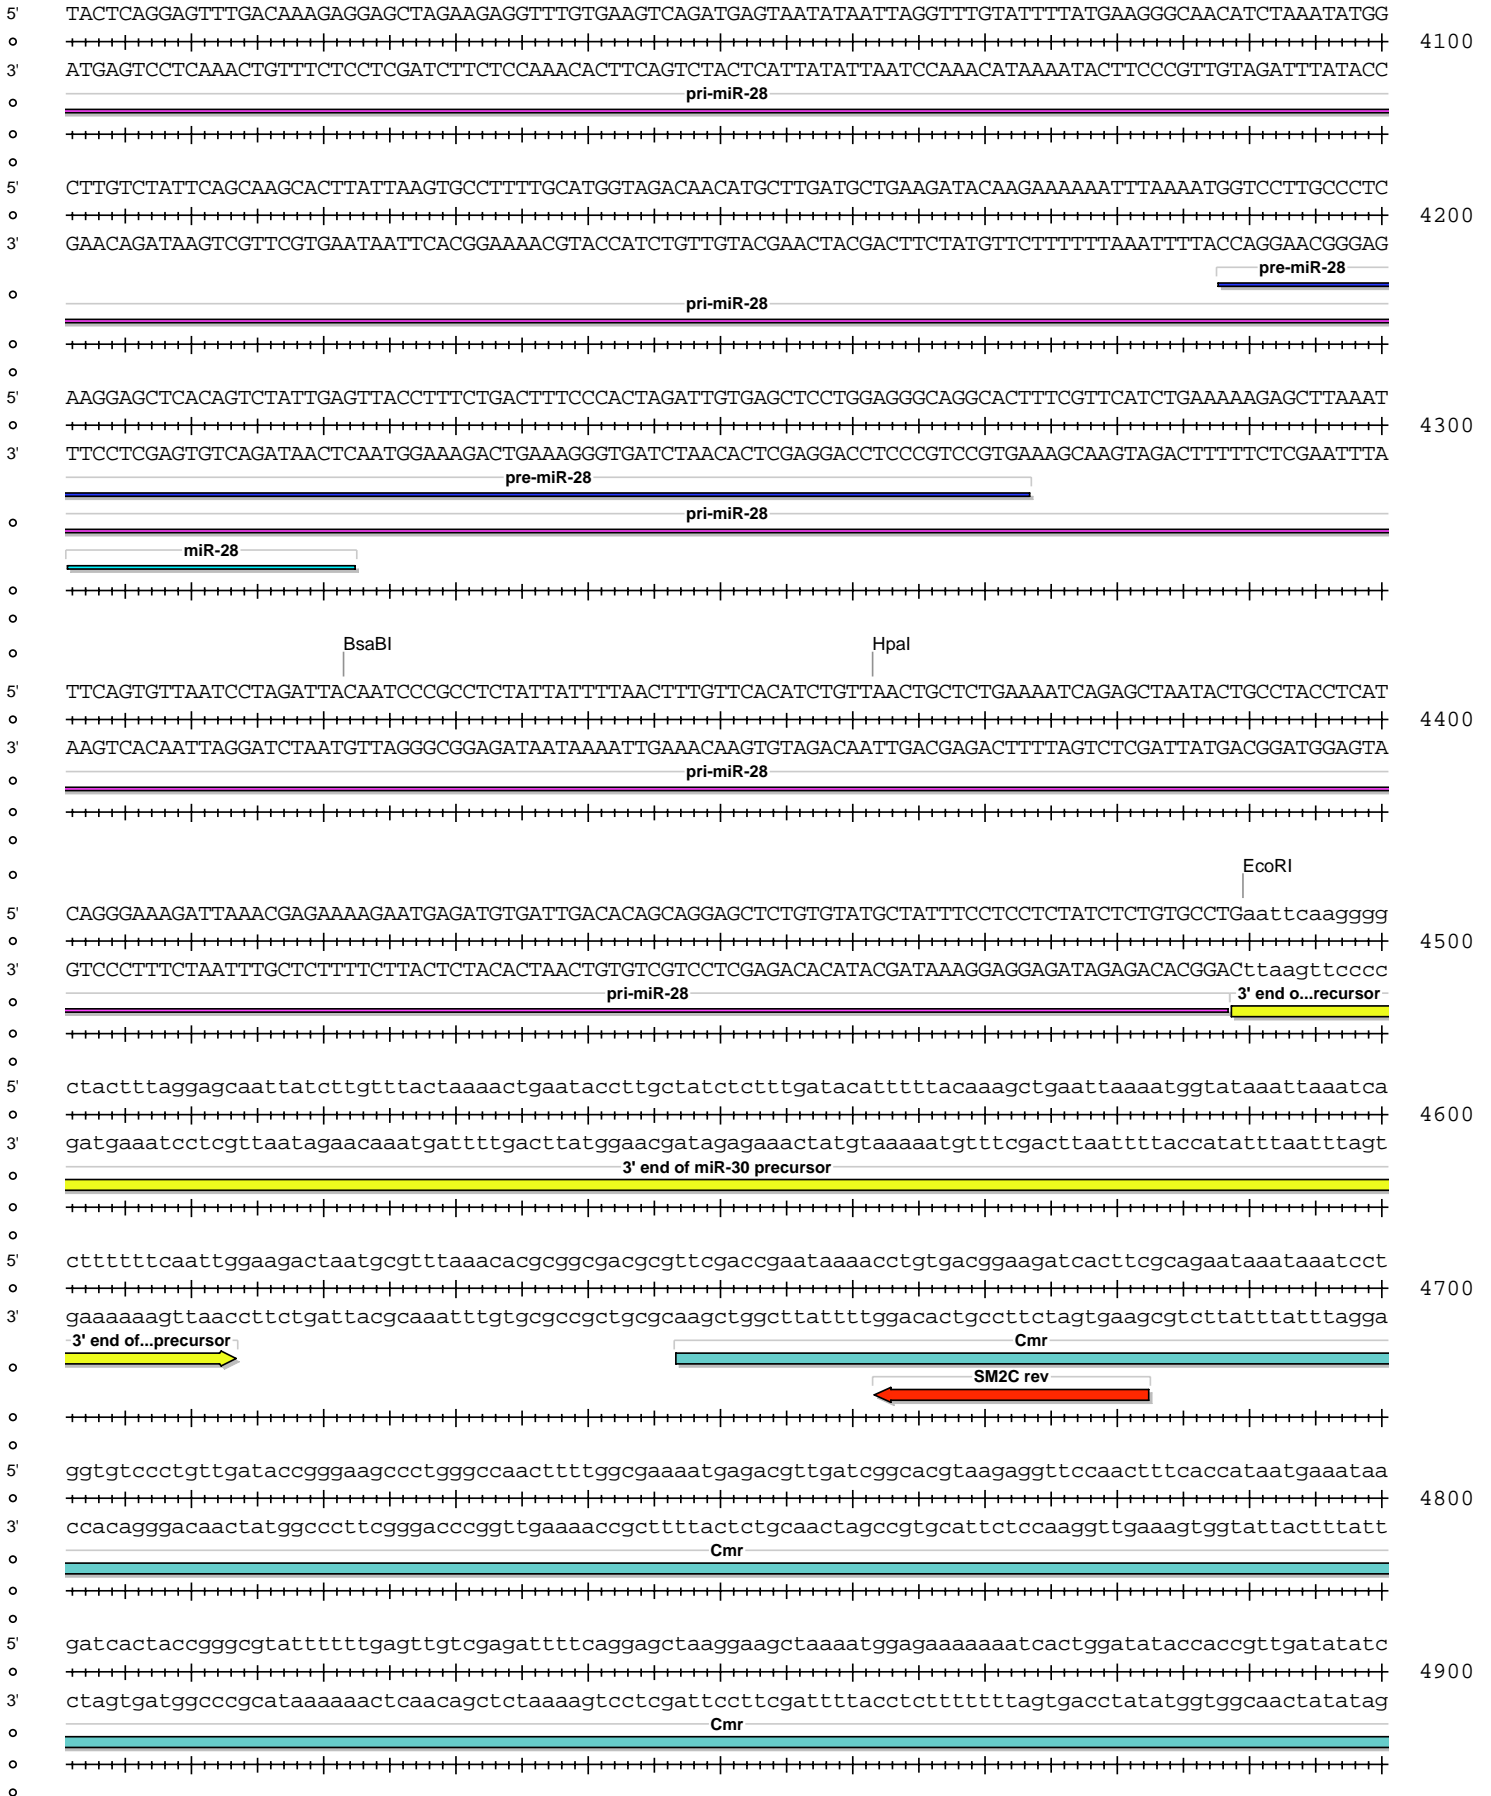 5' TACTCAGGAGTTTGACAAAGAGGAGCTAGAAGAGGTTTGTGAAGTCAGATGAGTAATATAATTAGGTTTGTATTTTATGAAGGGCAACATCTAAATATGG
4100
3' ATGAGTCCTCAAACTGTTTCTCCTCGATCTTCTCCAAACACTTCAGTCTACTCATTATATTAATCCAAACATAAAATACTTCCCGTTGTAGATTTATACC
pri-miR-28
5' CTTGTCTATTCAGCAAGCACTTATTAAGTGCCTTTTGCATGGTAGACAACATGCTTGATGCTGAAGATACAAGAAAAAATTTAAAATGGTCCTTGCCCTC
4200
3' GAACAGATAAGTCGTTCGTGAATAATTCACGGAAAACGTACCATCTGTTGTACGAACTACGACTTCTATGTTCTTTTTTAAATTTTACCAGGAACGGGAG
pre-miR-28
pri-miR-28
5' AAGGAGCTCACAGTCTATTGAGTTACCTTTCTGACTTTCCCACTAGATTGTGAGCTCCTGGAGGGCAGGCACTTTCGTTCATCTGAAAAAGAGCTTAAAT
4300
3' TTCCTCGAGTGTCAGATAACTCAATGGAAAGACTGAAAGGGTGATCTAACACTCGAGGACCTCCCGTCCGTGAAAGCAAGTAGACTTTTTCTCGAATTTA
pre-miR-28
pri-miR-28
miR-28
BsaBI HpaI
5' TTCAGTGTTAATCCTAGATTACAATCCCGCCTCTATTATTTTAACTTTGTTCACATCTGTTAACTGCTCTGAAAATCAGAGCTAATACTGCCTACCTCAT
4400
3' AAGTCACAATTAGGATCTAATGTTAGGGCGGAGATAATAAAATTGAAACAAGTGTAGACAATTGACGAGACTTTTAGTCTCGATTATGACGGATGGAGTA
pri-miR-28
EcoRI
5' CAGGGAAAGATTAAACGAGAAAAGAATGAGATGTGATTGACACAGCAGGAGCTCTGTGTATGCTATTTCCTCCTCTATCTCTGTGCCTGaattcaagggg
4500
3' GTCCCTTTCTAATTTGCTCTTTTCTTACTCTACACTAACTGTGTCGTCCTCGAGACACATACGATAAAGGAGGAGATAGAGACACGGACttaagttcccc
pri-miR-28 3' end o...recursor
5' ctactttaggagcaattatcttgtttactaaaactgaataccttgctatctctttgatacatttttacaaagctgaattaaaatggtataaattaaatca
4600
3' gatgaaatcctcgttaatagaacaaatgattttgacttatggaacgatagagaaactatgtaaaaatgtttcgacttaattttaccatatttaatttagt
3' end of miR-30 precursor
5' cttttttcaattggaagactaatgcgtttaaacacgcggcgacgcgttcgaccgaataaaacctgtgacggaagatcacttcgcagaataaataaatcct
4700
3' gaaaaaagttaaccttctgattacgcaaatttgtgcgccgctgcgcaagctggcttattttggacactgccttctagtgaagcgtcttatttatttagga
3' end of...precursor Cmr
SM2C rev
5' ggtgtccctgttgataccgggaagccctgggccaacttttggcgaaaatgagacgttgatcggcacgtaagaggttccaactttcaccataatgaaataa
4800
3' ccacagggacaactatggcccttcgggacccggttgaaaaccgcttttactctgcaactagccgtgcattctccaaggttgaaagtggtattactttatt
Cmr
5' gatcactaccgggcgtattttttgagttgtcgagattttcaggagctaaggaagctaaaatggagaaaaaaatcactggatataccaccgttgatatatc
4900
3' ctagtgatggcccgcataaaaaactcaacagctctaaaagtcctcgattccttcgattttacctctttttttagtgacctatatggtggcaactatatag
Cmr